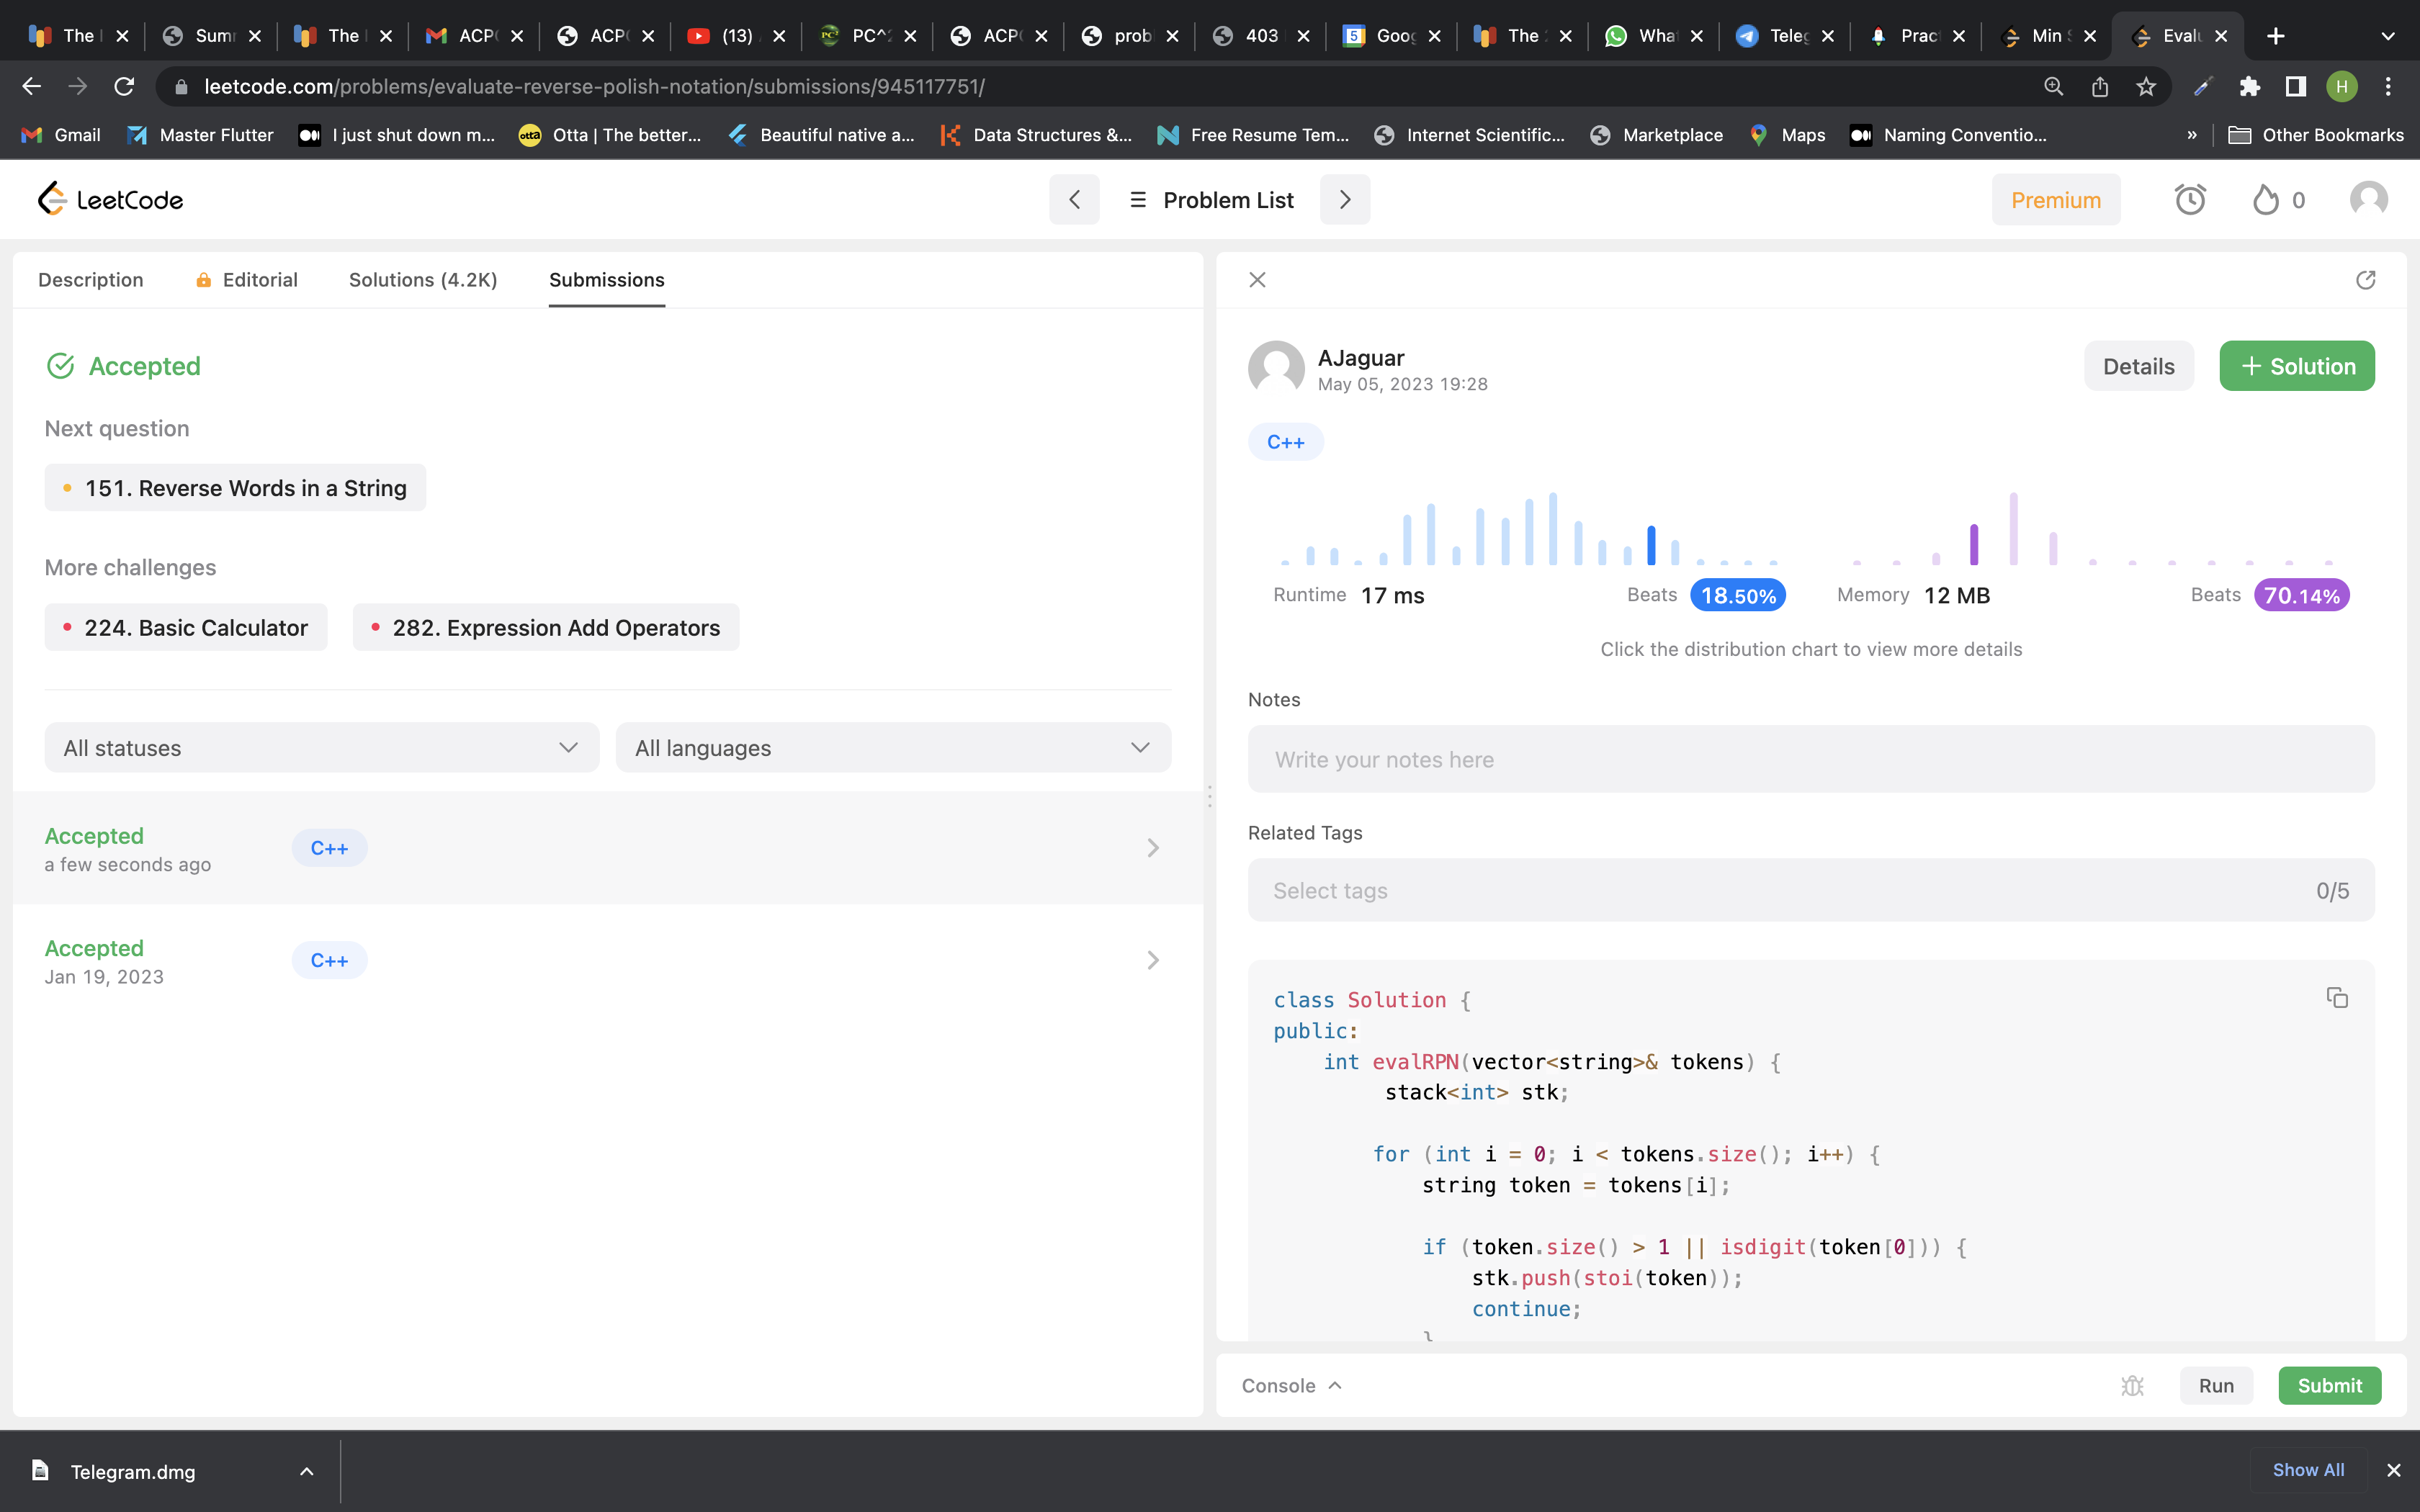 The
Sum
The
ACP
ACP
(13)
PC^
ACP
prob
403
Goog
The
What
Teleg
Prac
Min
Evalu
leetcode.com/problems/evaluate-reverse-polish-notation/submissions/945117751/
H
Gmail
Master Flutter
I just shut down m...
otta
Otta | The better...
Beautiful native a...
Data Structures &...
Free Resume Tem...
Internet Scientific...
Marketplace
Maps
Naming Conventio...
»
Other Bookmarks
LeetCode
Problem List
Premium
0
Description
Editorial
Solutions (4.2K)
Submissions
Accepted
Next question
151. Reverse Words in a String
More challenges
224. Basic Calculator
282. Expression Add Operators
All statuses
All languages
Accepted
a few seconds ago
C++
Accepted
Jan 19, 2023
C++
AJaguar
May 05, 2023 19:28
Details
+ Solution
C++
Runtime 17 ms
Beats 18.50%
Memory 12 MB
Beats 70.14%
Click the distribution chart to view more details
Notes
Write your notes here
Related Tags
Select tags
0/5
class Solution {
public:
int evalRPN(vector<string>& tokens) {
stack<int> stk;
for (int i = 0; i < tokens.size(); i++) {
string token = tokens[i];
if (token.size() > 1 || isdigit(token[0])) {
stk.push(stoi(token));
continue;
}
Console
Run
Submit
Telegram.dmg
Show All